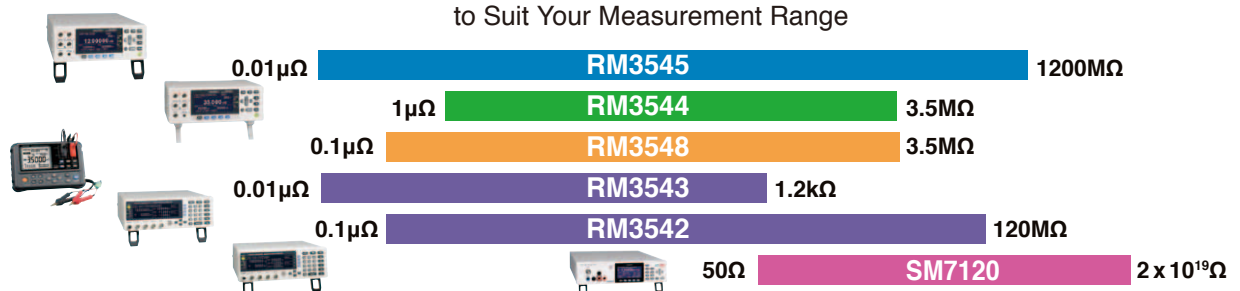 to Suit Your Measurement Range
0.01µΩ RM3545 1200MΩ
1µΩ RM3544 3.5MΩ
0.1µΩ RM3548 3.5MΩ
0.01µΩ RM3543 1.2kΩ
0.1µΩ RM3542 120MΩ
50Ω SM7120 2 x 10¹⁹Ω